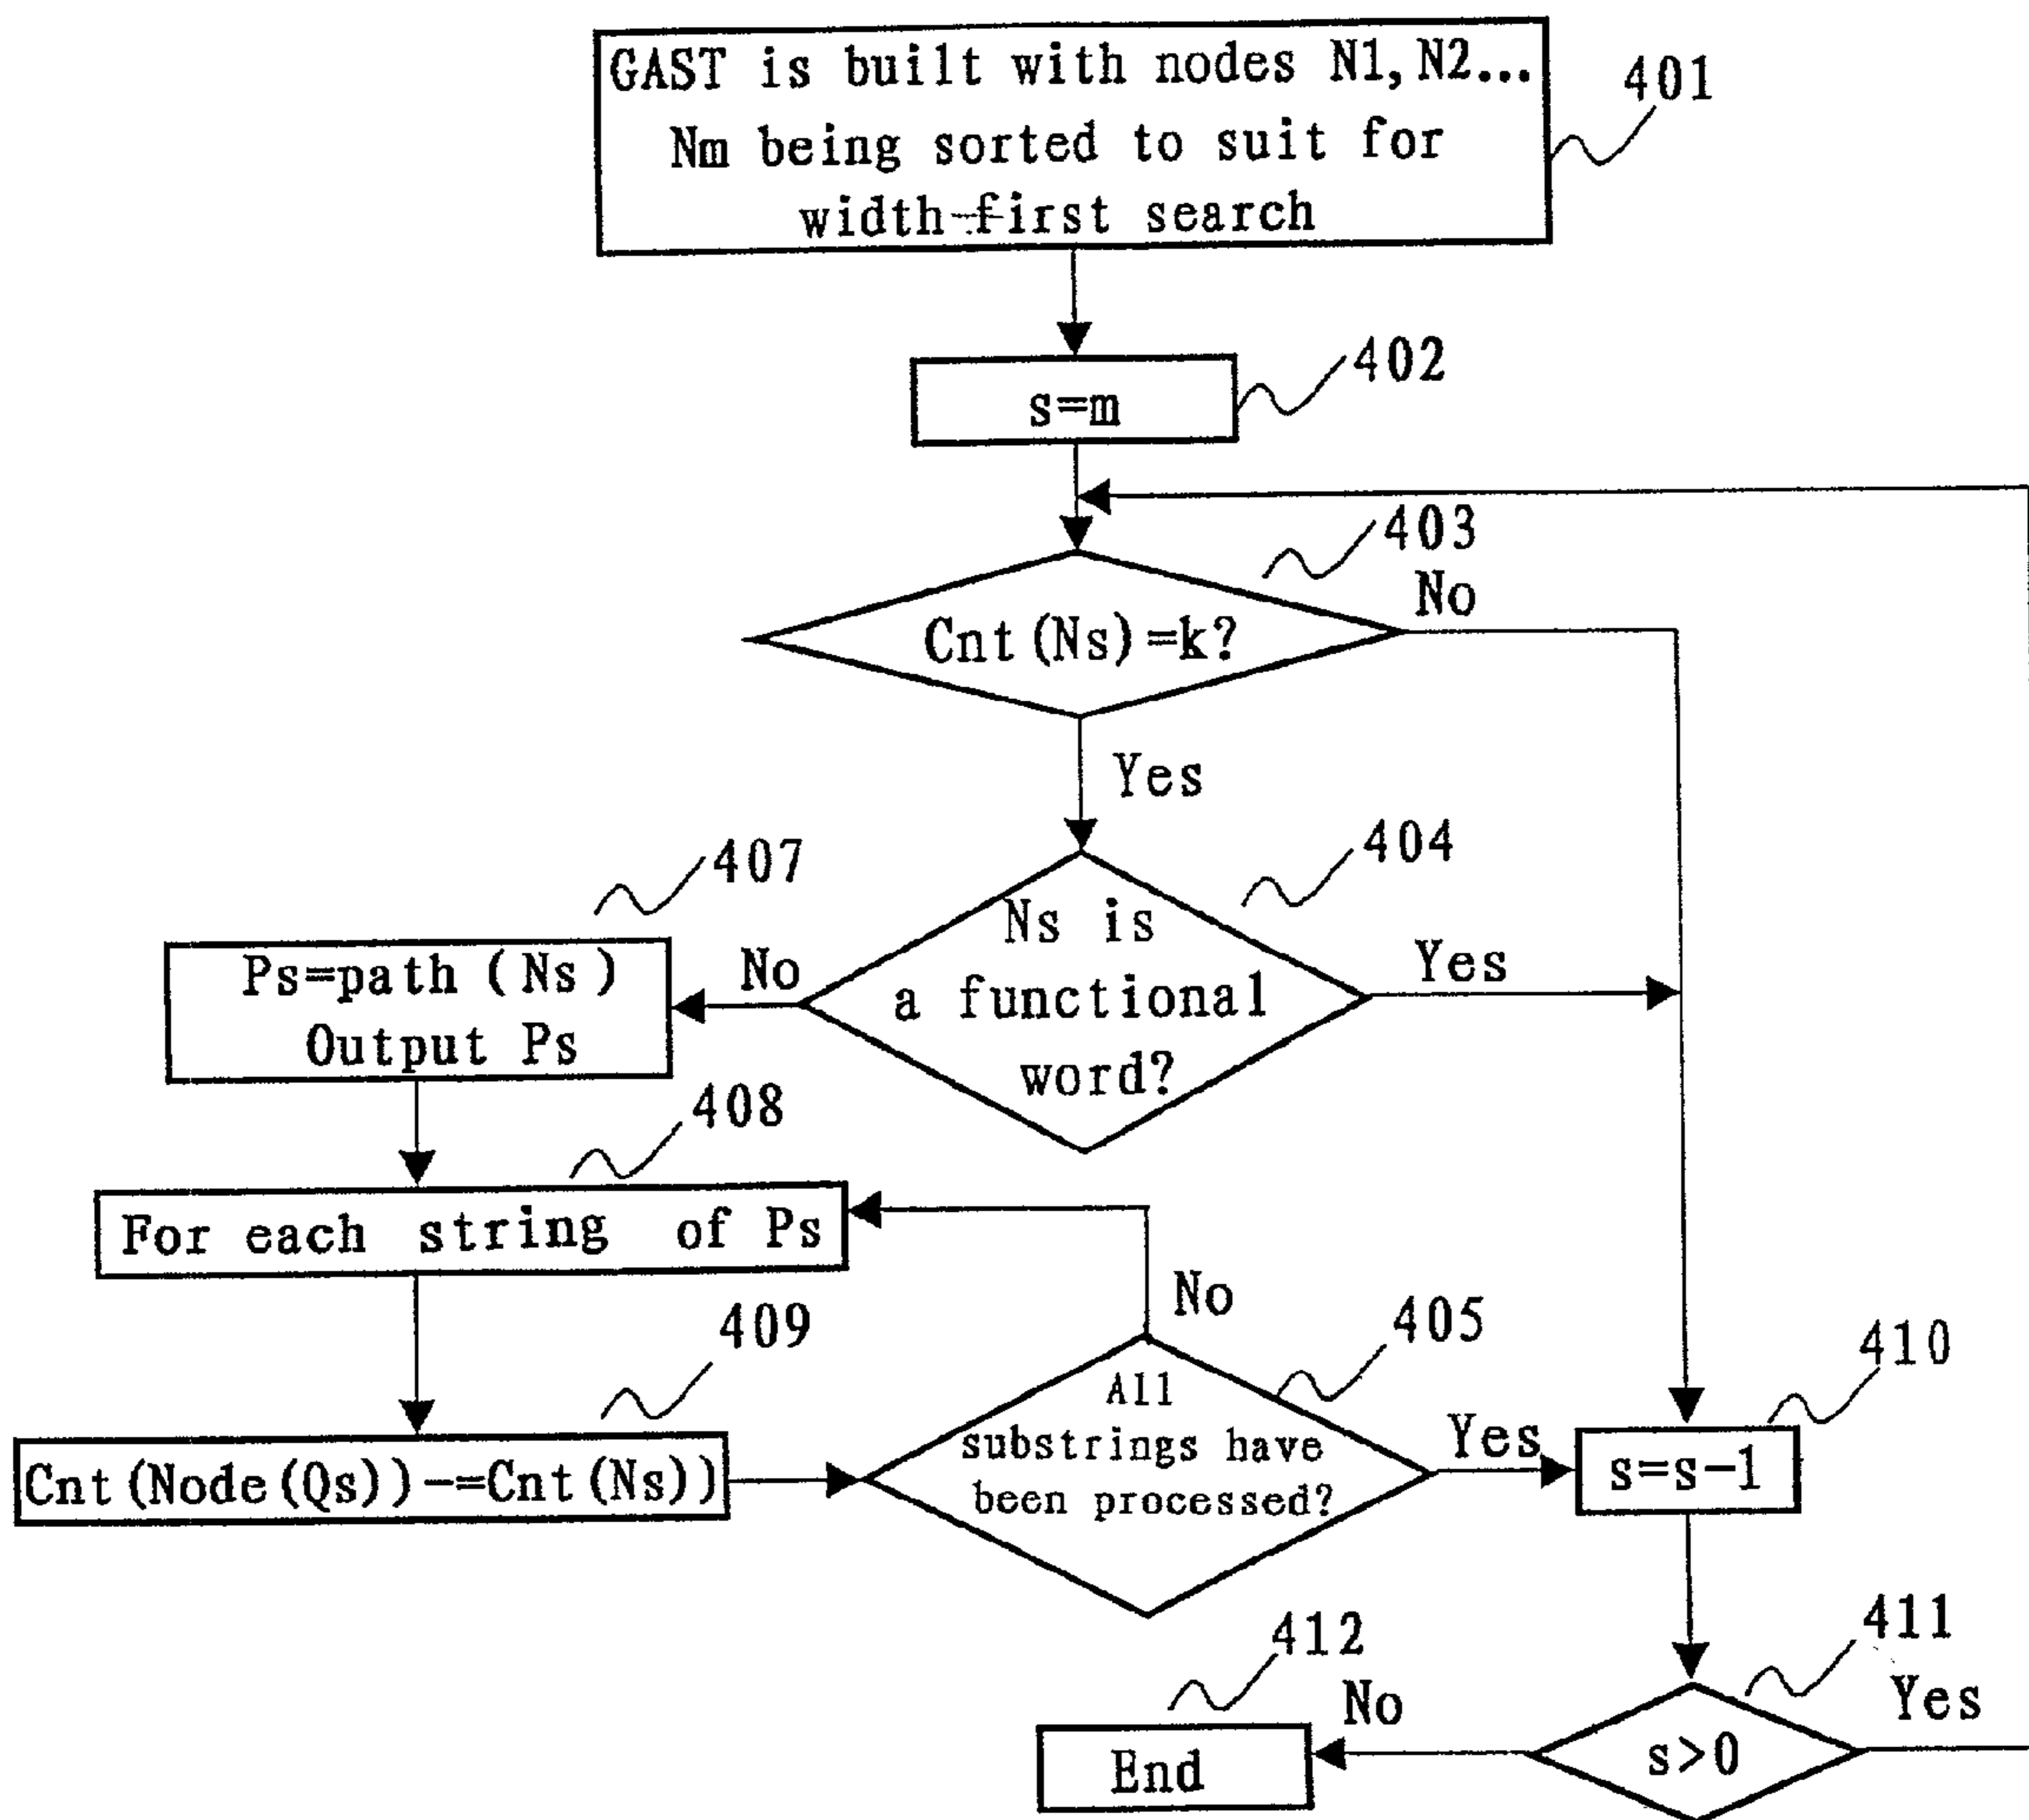 GAST is built with nodes N1, N2...
Nm being sorted to suit for
width-first search
401
s=m
402
403
Cnt(Ns)=k?
No
Yes
404
Ns is
a functional
word?
Yes
No
407
Ps=path(Ns)
Output Ps
408
For each string of Ps
No
409
405
410
Cnt(Node(Qs))-=Cnt(Ns))
All
substrings have
been processed?
Yes
s=s-1
412
411
No
Yes
End
s>0